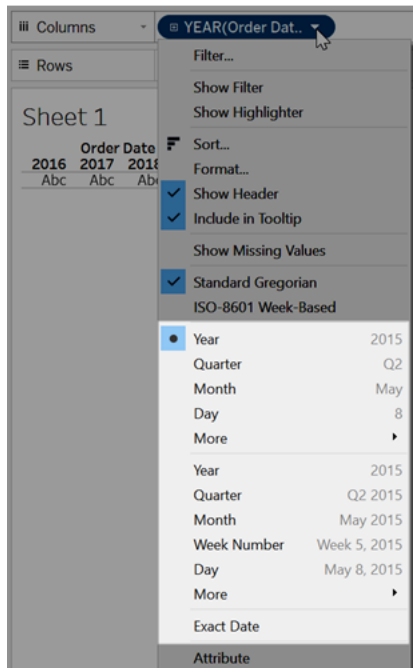 Columns
YEAR(Order Dat..
Rows
Filter...
Show Filter
Show Highlighter
Sheet 1
Order Date
2016 2017 2018
Abc Abc Ab
Sort...
Format...
Show Header
Include in Tooltip
Show Missing Values
Standard Gregorian
ISO-8601 Week-Based
Year 2015
Quarter Q2
Month May
Day 8
More
Year 2015
Quarter Q2 2015
Month May 2015
Week Number Week 5, 2015
Day May 8, 2015
More
Exact Date
Attribute